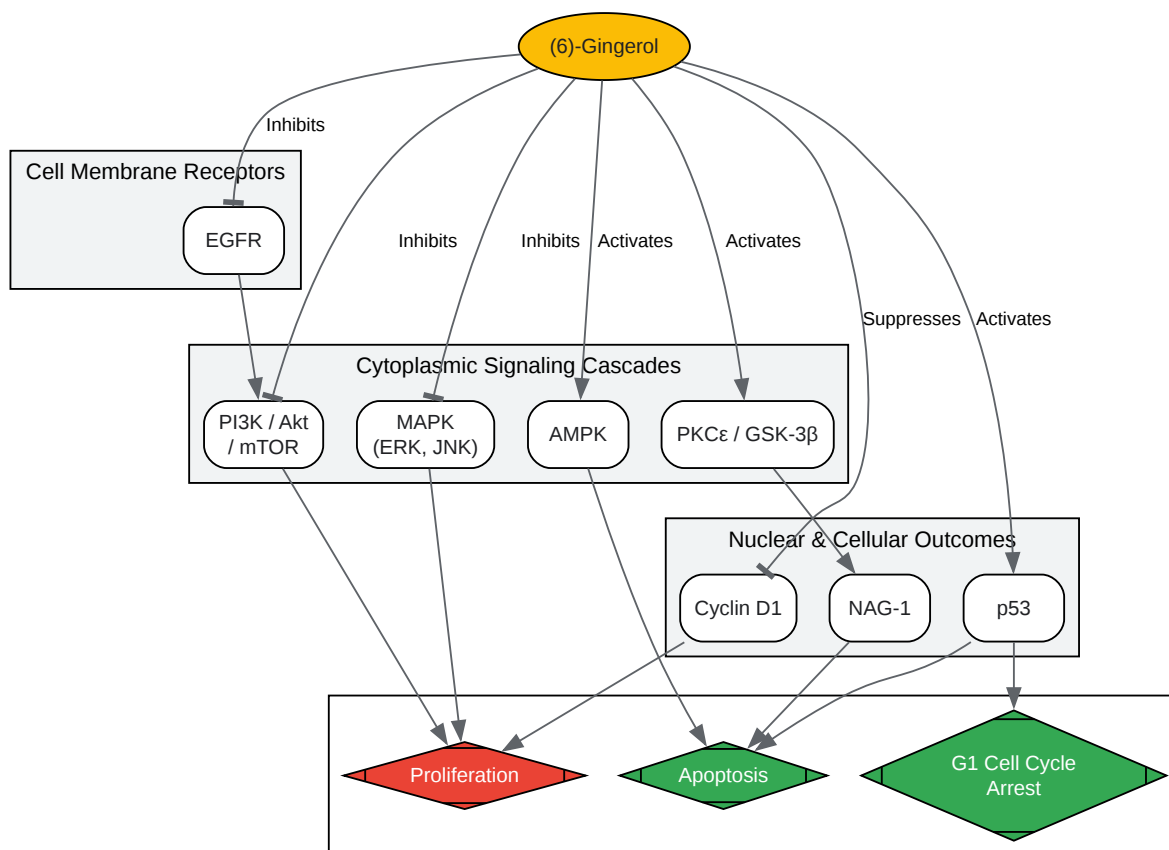 (6)-Gingerol
Inhibits
Cell Membrane Receptors
EGFR
Inhibits
Inhibits
Activates
Activates
Suppresses
Activates
Cytoplasmic Signaling Cascades
PI3K / Akt
/ mTOR
MAPK
(ERK, JNK)
AMPK
PKCε / GSK-3β
Nuclear & Cellular Outcomes
Cyclin D1
NAG-1
p53
Proliferation
Apoptosis
G1 Cell Cycle
Arrest